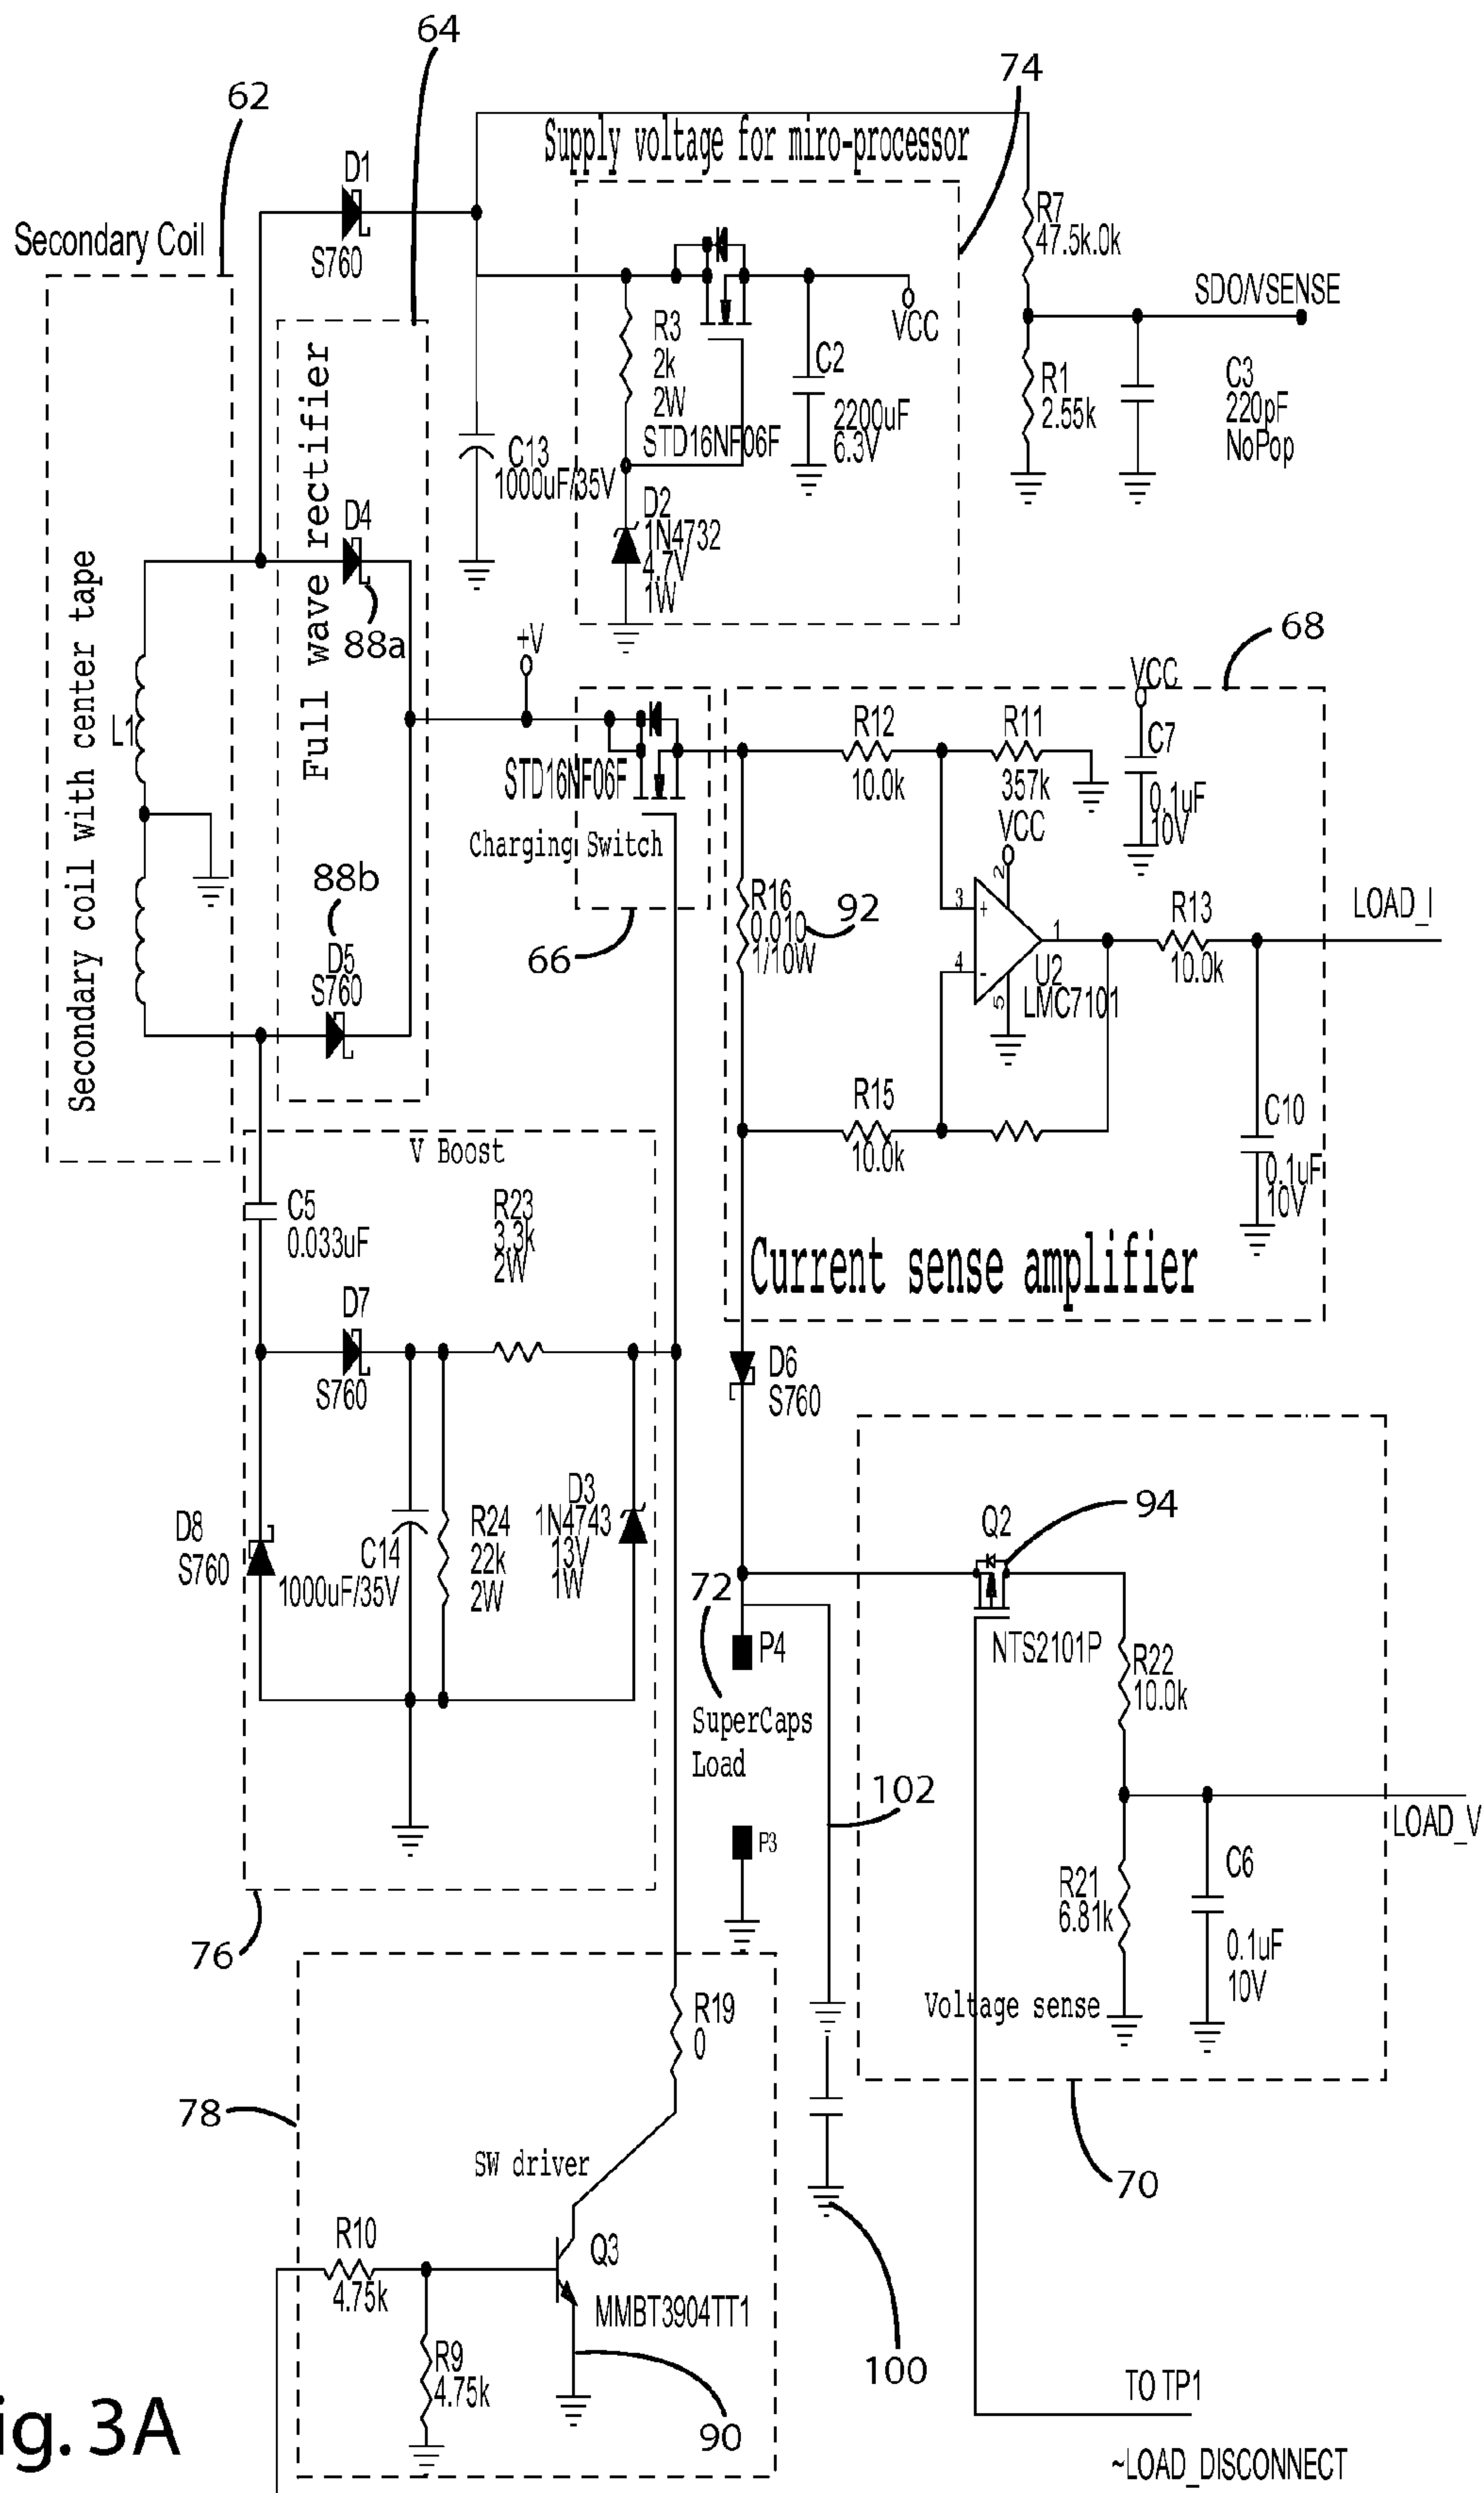 64
74
62
Supply voltage for miro-processor
D1
S760
Secondary Coil
R7
47.5k.0k
SDO/VSENSE
VCC
R3
2k
2W
STD16NF06F
C2
2200uF
6.3V
R1
2.55k
C3
220pF
NoPop
C13
1000uF/35V
D2
1N4732
4.7V
1W
Full wave rectifier
D4
88a
Secondary coil with center tape
L1
+V
68
VCC
C7
0.1uF
10V
R12
10.0k
R11
357k
VCC
STD16NF06F
Charging Switch
66
88b
D5
S760
R16
0.010
1/10W
92
3
+
4
-
2
5
1
U2
LMC7101
R13
10.0k
LOAD_I
R15
10.0k
C10
0.1uF
10V
Current sense amplifier
V Boost
C5
0.033uF
R23
3.3k
2W
D7
S760
D6
S760
D8
S760
C14
1000uF/35V
R24
22k
2W
D3
1N4743
13V
1W
Q2
94
NTS2101P
72
P4
SuperCaps
Load
P3
102
R22
10.0k
LOAD_V
R21
6.81k
C6
0.1uF
10V
Voltage sense
76
70
R19
0
78
SW driver
R10
4.75k
Q3
MMBT3904TT1
R9
4.75k
90
100
TO TP1
~LOAD_DISCONNECT
ig. 3A